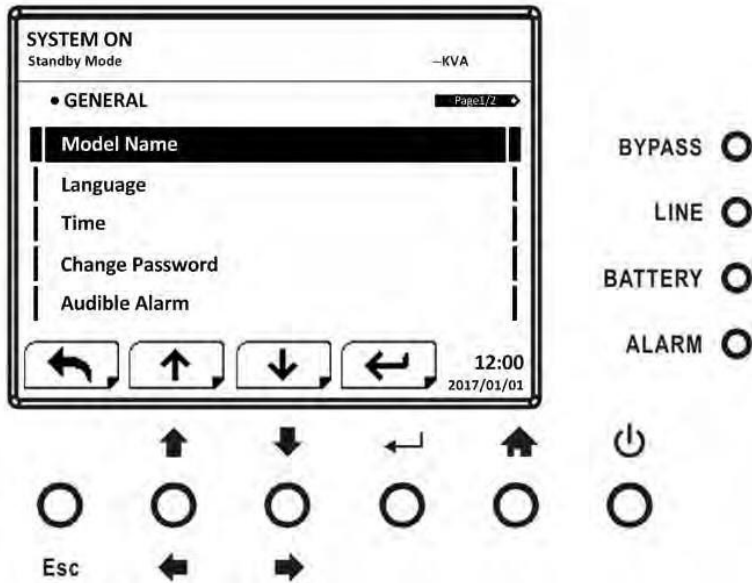 SYSTEM ON
Standby Mode
–KVA
• GENERAL
Page1/2
Model Name
Language
Time
Change Password
Audible Alarm
12:00
2017/01/01
BYPASS
LINE
BATTERY
ALARM
Esc